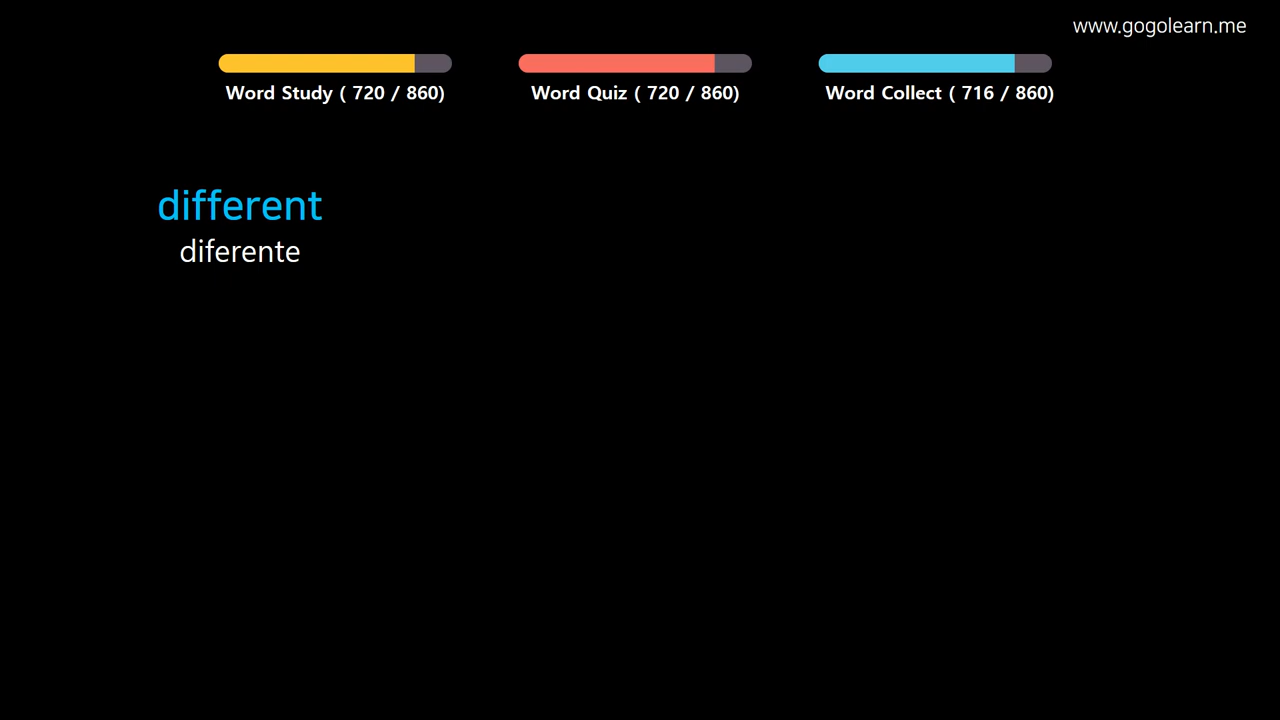 www.gogolearn.me
Word Study ( 720 / 860)
Word Quiz ( 720 / 860)
Word Collect ( 716 / 860)
different
diferente